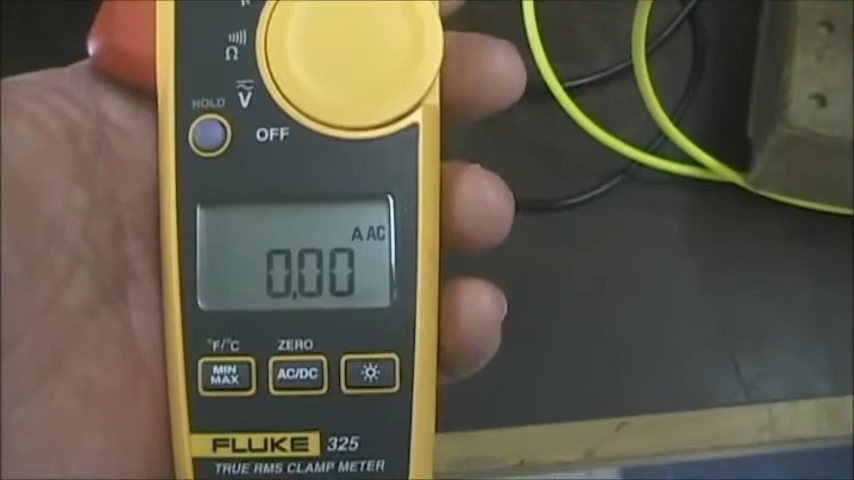 Ω
V
HOLD
OFF
A AC
0.00
°F/°C
ZERO
MIN
MAX
AC/DC
FLUKE 325
TRUE RMS CLAMP METER